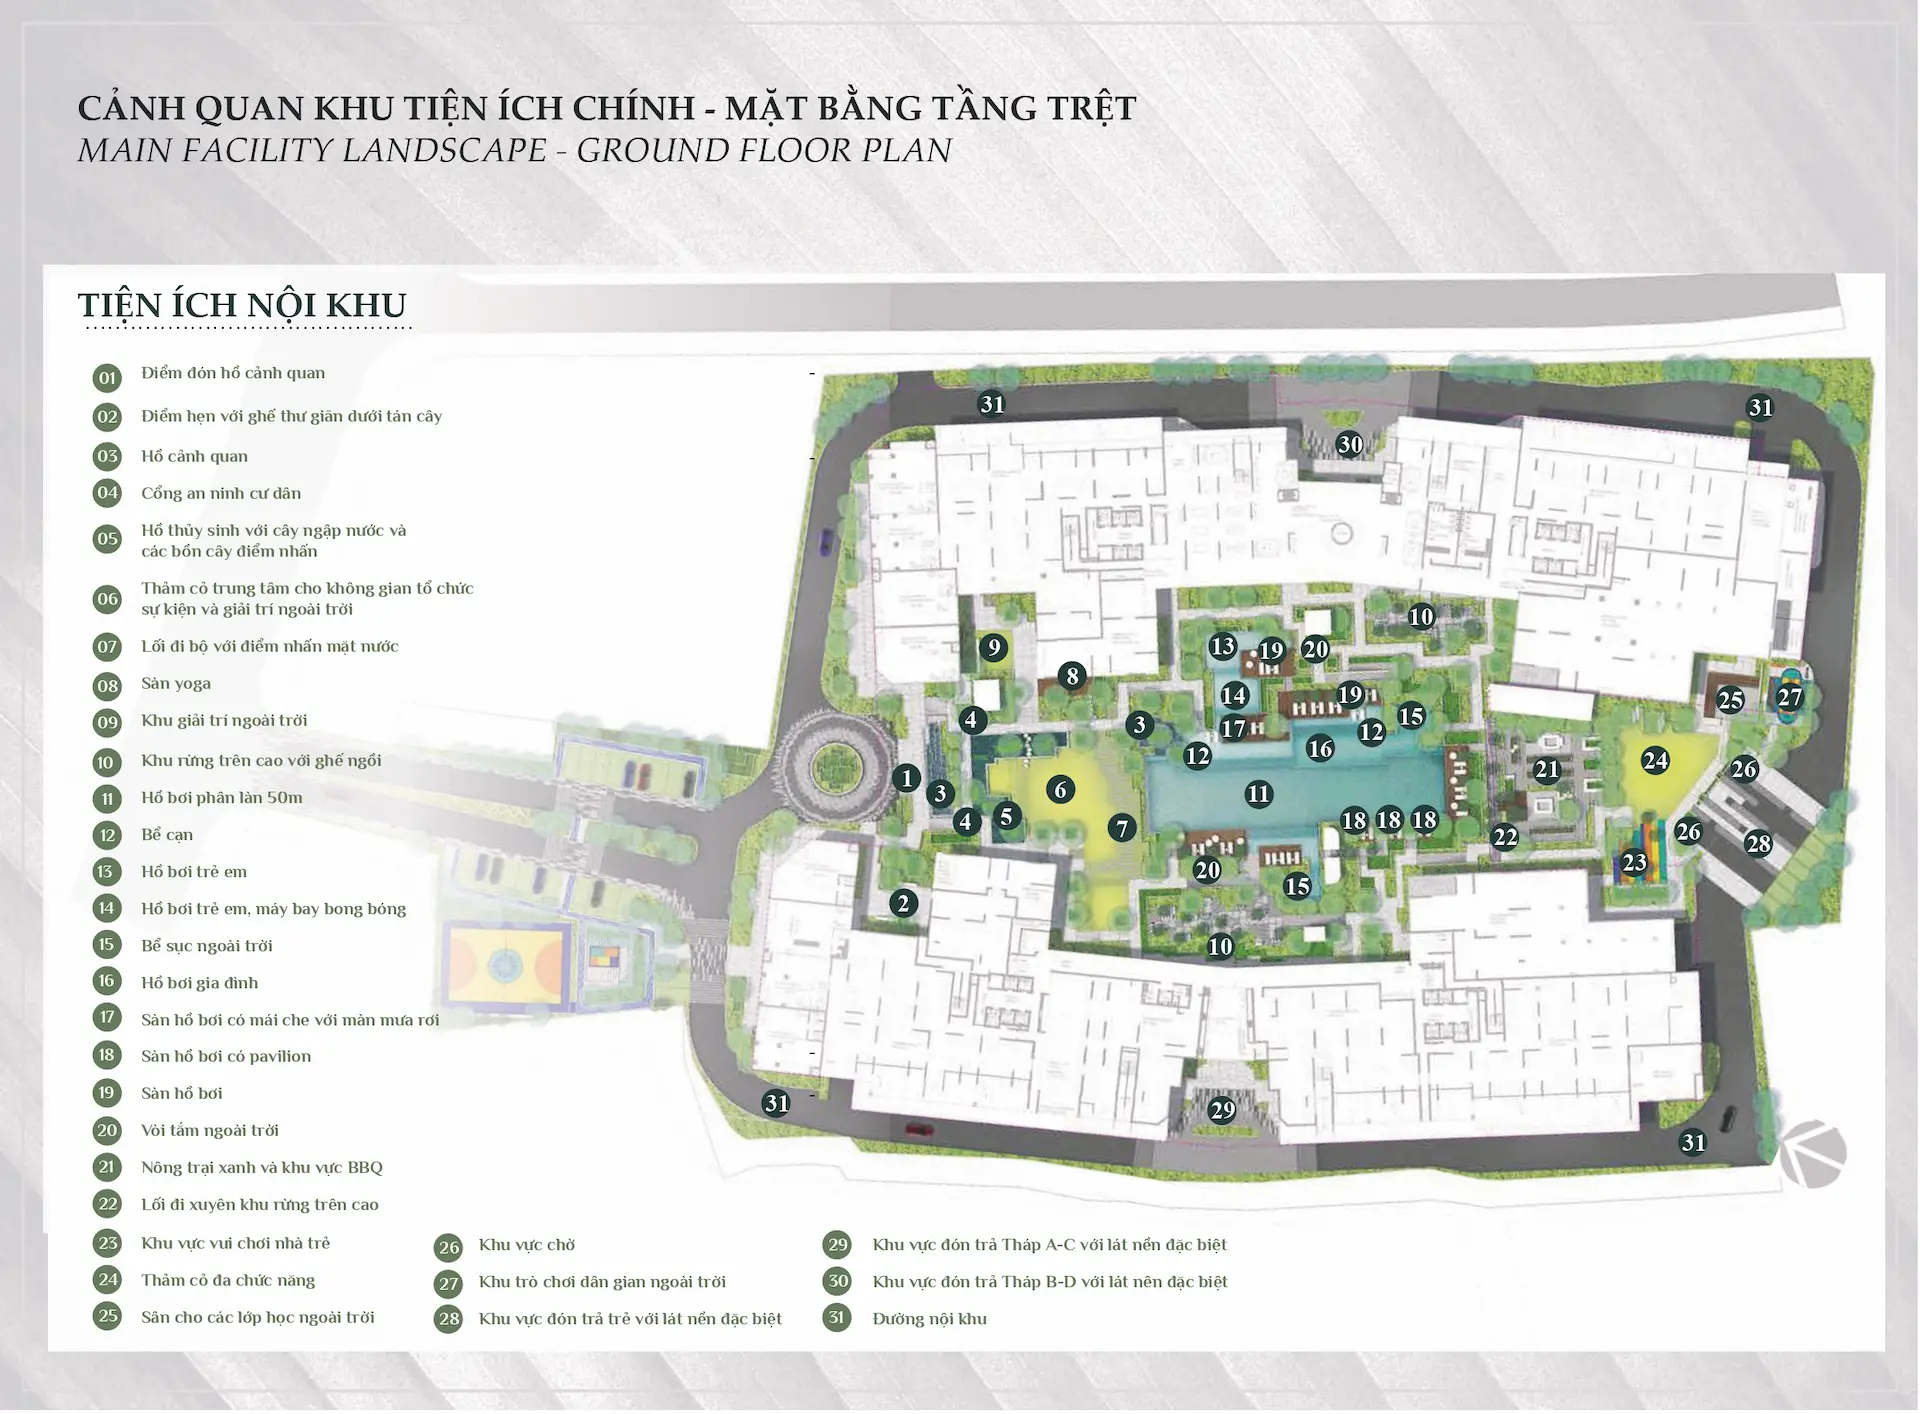 CẢNH QUAN KHU TIỆN ÍCH CHÍNH - MẶT BẰNG TẦNG TRỆT
MAIN FACILITY LANDSCAPE - GROUND FLOOR PLAN
TIỆN ÍCH NỘI KHU
01 Điểm đón hồ cảnh quan
02 Điểm hẹn với ghế thư giãn dưới tán cây
03 Hồ cảnh quan
04 Cổng an ninh cư dân
05 Hồ thủy sinh với cây ngập nước và
các bồn cây điểm nhấn
06 Thảm cỏ trung tâm cho không gian tổ chức
sự kiện và giải trí ngoài trời
07 Lối đi bộ với điểm nhấn mặt nước
08 Sàn yoga
09 Khu giải trí ngoài trời
10 Khu rừng trên cao với ghế ngồi
11 Hồ bơi phân làn 50m
12 Bể cạn
13 Hồ bơi trẻ em
14 Hồ bơi trẻ em, máy bay bong bóng
15 Bể sục ngoài trời
16 Hồ bơi gia đình
17 Sàn hồ bơi có mái che với màn mưa rơi
18 Sàn hồ bơi có pavilion
19 Sàn hồ bơi
20 Vòi tắm ngoài trời
21 Nông trại xanh và khu vực BBQ
22 Lối đi xuyên khu rừng trên cao
23 Khu vực vui chơi nhà trẻ
24 Thảm cỏ đa chức năng
25 Sân cho các lớp học ngoài trời
26 Khu vực chờ
27 Khu trò chơi dân gian ngoài trời
28 Khu vực đón trả trẻ với lát nền đặc biệt
29 Khu vực đón trả Tháp A-C với lát nền đặc biệt
30 Khu vực đón trả Tháp B-D với lát nên đặc biệt
31 Đường nội khu
31 31
30
10
13 19 20
9
8
14 19 15
25 27
4 3 17 12
12 16
24 26
1 3 6 11 21
4 5 7 18 18 18 22 26
28
20 15 23
2
10
31 29
31